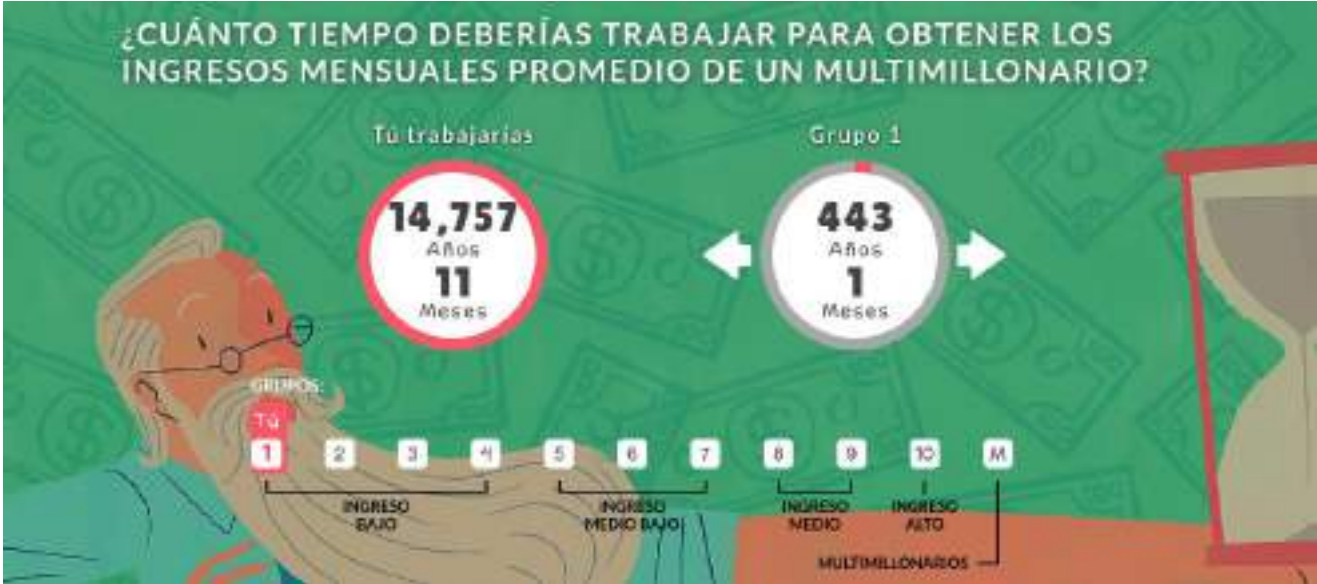 ¿CUÁNTO TIEMPO DEBERÍAS TRABAJAR PARA OBTENER LOS
INGRESOS MENSUALES PROMEDIO DE UN MULTIMILLONARIO?
Tú trabajarías
14,757
Años
11
Meses
Grupo 1
443
Años
1
Meses
GRUPOS:
Tú
1 2 3 4 5 6 7 8 9 10 M
INGRESO
BAJO
INGRESO
MEDIO BAJO
INGRESO
MEDIO
INGRESO
ALTO
MULTIMILLONARIOS